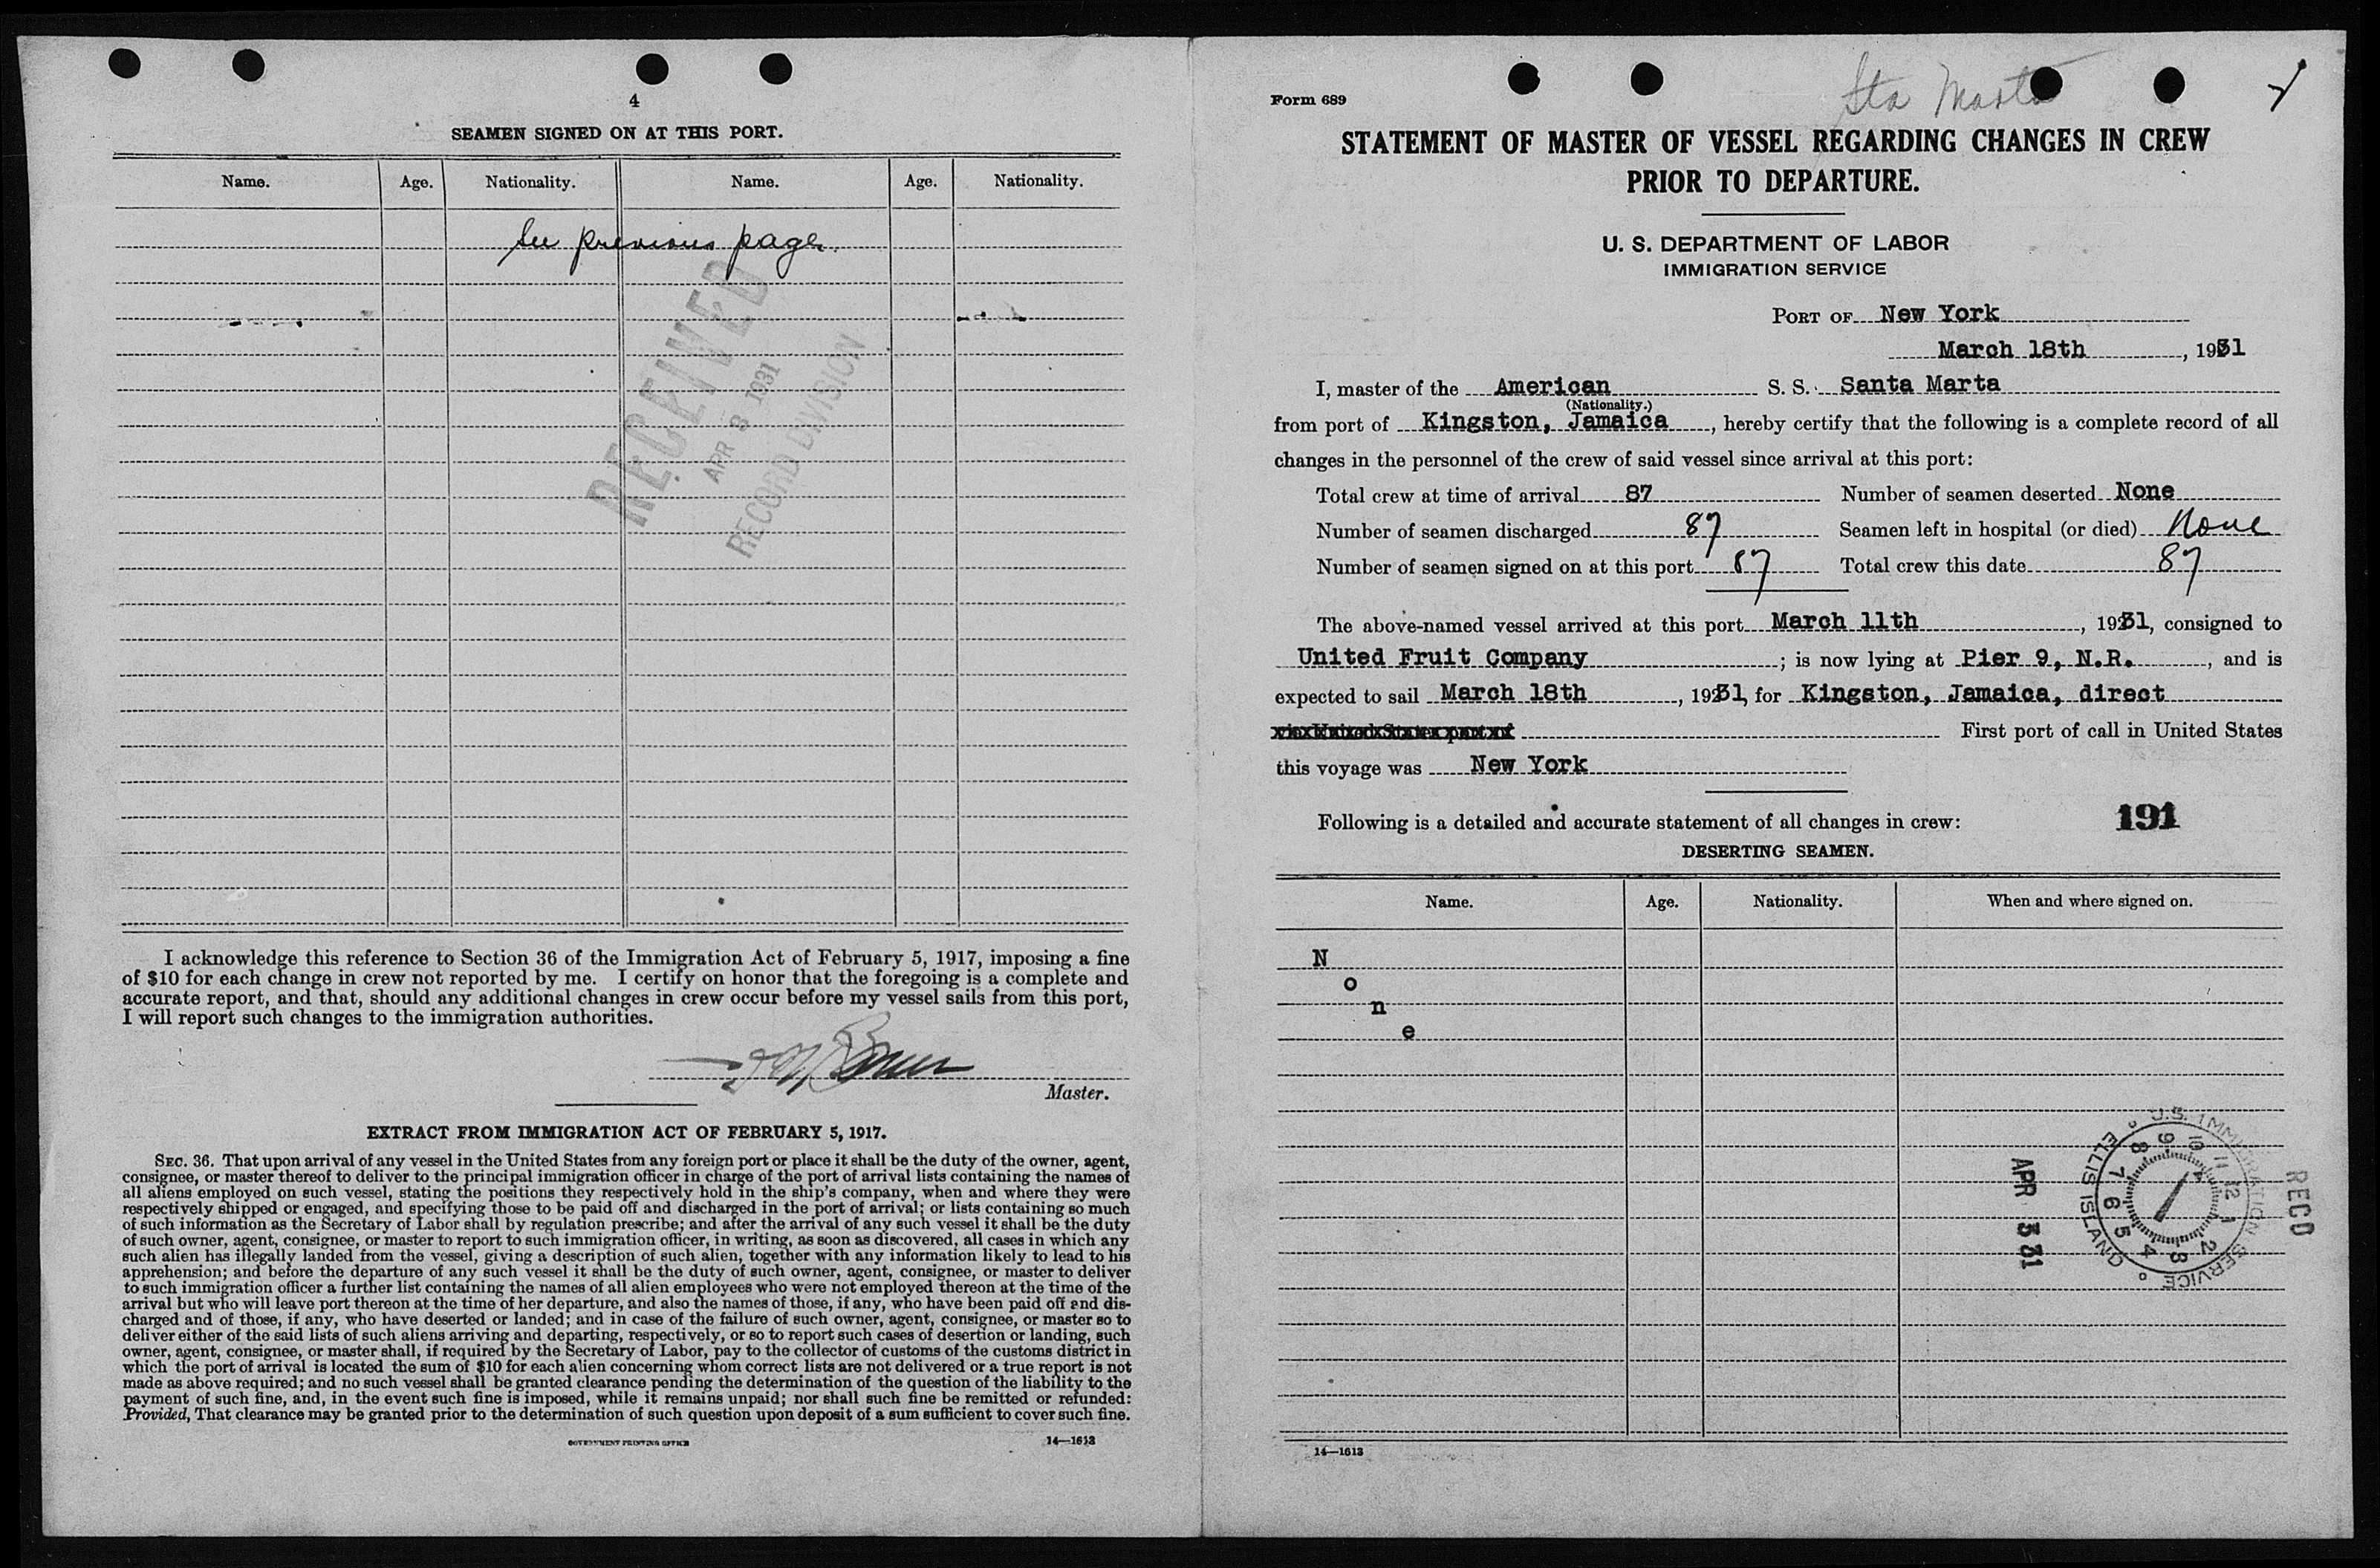 4
SEAMEN SIGNED ON AT THIS PORT.
Name. Age. Nationality. Name. Age. Nationality.
See previous page.
RECEIVED
APR 8 1931
RECORD DIVISION
I acknowledge this reference to Section 36 of the Immigration Act of February 5, 1917, imposing a fine
of $10 for each change in crew not reported by me. I certify on honor that the foregoing is a complete and
accurate report, and that, should any additional changes in crew occur before my vessel sails from this port,
I will report such changes to the immigration authorities.
Master.
EXTRACT FROM IMMIGRATION ACT OF FEBRUARY 5, 1917.
SEC. 36. That upon arrival of any vessel in the United States from any foreign port or place it shall be the duty of the owner, agent,
consignee, or master thereof to deliver to the principal immigration officer in charge of the port of arrival lists containing the names of
all aliens employed on such vessel, stating the positions they respectively hold in the ship's company, when and where they were
respectively shipped or engaged, and specifying those to be paid off and discharged in the port of arrival; or lists containing so much
of such information as the Secretary of Labor shall by regulation prescribe; and after the arrival of any such vessel it shall be the duty
of such owner, agent, consignee, or master to report to such immigration officer, in writing, as soon as discovered, all cases in which any
such alien has illegally landed from the vessel, giving a description of such alien, together with any information likely to lead to his
apprehension; and before the departure of any such vessel it shall be the duty of such owner, agent, consignee, or master to deliver
to such immigration officer a further list containing the names of all alien employees who were not employed thereon at the time of the
arrival but who will leave port thereon at the time of her departure, and also the names of those, if any, who have been paid off and dis-
charged and of those, if any, who have deserted or landed; and in case of the failure of such owner, agent, consignee, or master so to
deliver either of the said lists of such aliens arriving and departing, respectively, or so to report such cases of desertion or landing, such
owner, agent, consignee, or master shall, if required by the Secretary of Labor, pay to the collector of customs of the customs district in
which the port of arrival is located the sum of $10 for each alien concerning whom correct lists are not delivered or a true report is not
made as above required; and no such vessel shall be granted clearance pending the determination of the question of the liability to the
payment of such fine, and, in the event such fine is imposed, while it remains unpaid; nor shall such fine be remitted or refunded:
Provided, That clearance may be granted prior to the determination of such question upon deposit of a sum sufficient to cover such fine.
GOVERNMENT PRINTING OFFICE 14—1613
Sta Marta
Form 689
STATEMENT OF MASTER OF VESSEL REGARDING CHANGES IN CREW
PRIOR TO DEPARTURE.
U. S. DEPARTMENT OF LABOR
IMMIGRATION SERVICE
PORT OF New York
March 18th, 1931
I, master of the American S. S. Santa Marta
(Nationality.)
from port of Kingston, Jamaica, hereby certify that the following is a complete record of all
changes in the personnel of the crew of said vessel since arrival at this port:
Total crew at time of arrival 87 Number of seamen deserted None
Number of seamen discharged 87 Seamen left in hospital (or died) None
Number of seamen signed on at this port 87 Total crew this date 87
The above-named vessel arrived at this port March 11th, 1931, consigned to
United Fruit Company; is now lying at Pier 9, N.R., and is
expected to sail March 18th, 1931, for Kingston, Jamaica, direct
via United States port of First port of call in United States
this voyage was New York
Following is a detailed and accurate statement of all changes in crew: 191
DESERTING SEAMEN.
Name. Age. Nationality. When and where signed on.
N
o
n
e
RECD
U.S. IMMIGRATION SERVICE
ELLIS ISLAND
1 2 3 4 5 6 7 8 9 10 11 12
APR 3 31
14—1613